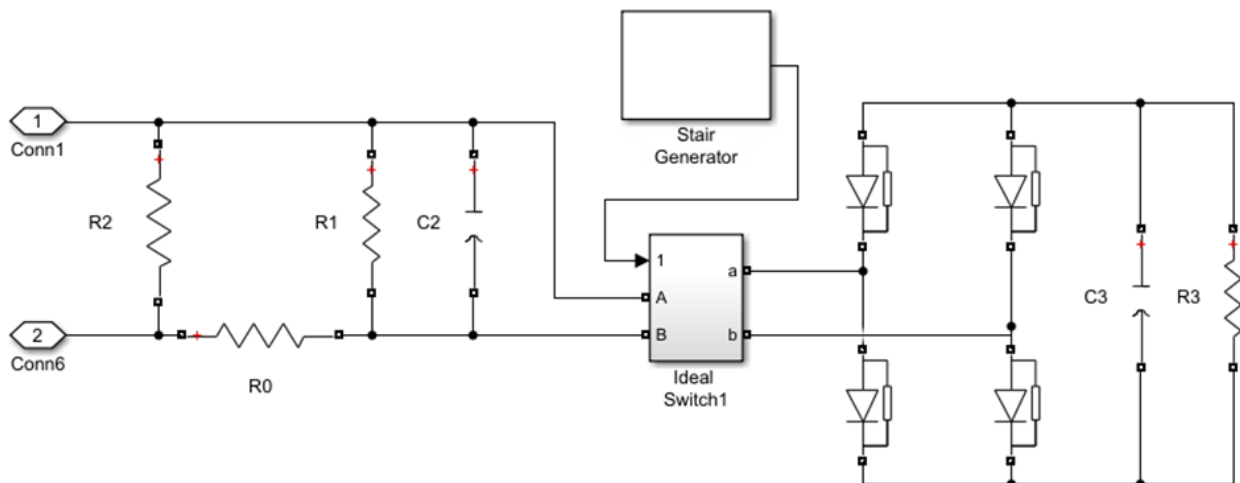 1
Conn1
R2
R1
C2
Stair
Generator
1
A
B
a
b
Ideal
Switch1
2
Conn6
R0
C3
R3